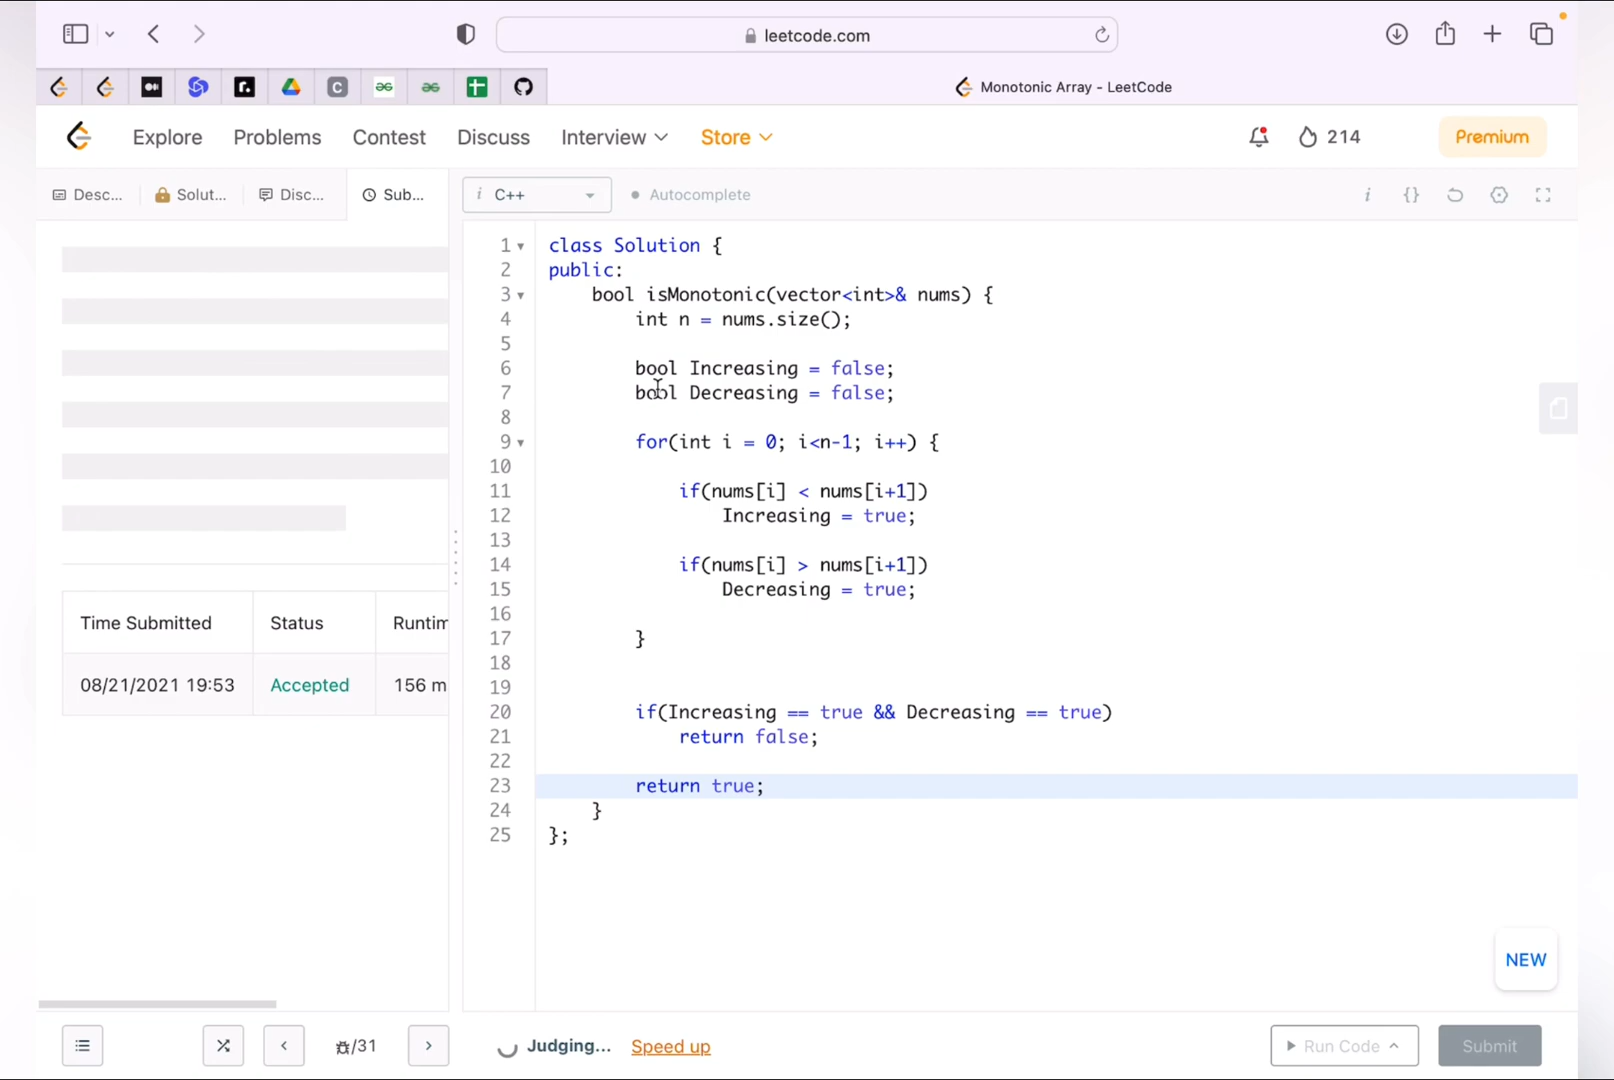 leetcode.com
Monotonic Array - LeetCode
Explore Problems Contest Discuss Interview Store 214 Premium
Desc... Solut... Disc... Sub... i C++ Autocomplete i {}
1 class Solution {
2 public:
3 bool isMonotonic(vector<int>& nums) {
4 int n = nums.size();
5
6 bool Increasing = false;
7 bool Decreasing = false;
8
9 for(int i = 0; i<n-1; i++) {
10
11 if(nums[i] < nums[i+1])
12 Increasing = true;
13
14 if(nums[i] > nums[i+1])
15 Decreasing = true;
16
17 }
18
19
20 if(Increasing == true && Decreasing == true)
21 return false;
22
23 return true;
24 }
25 };
Time Submitted Status Runtim
08/21/2021 19:53 Accepted 156 m
NEW
/31 Judging... Speed up Run Code Submit